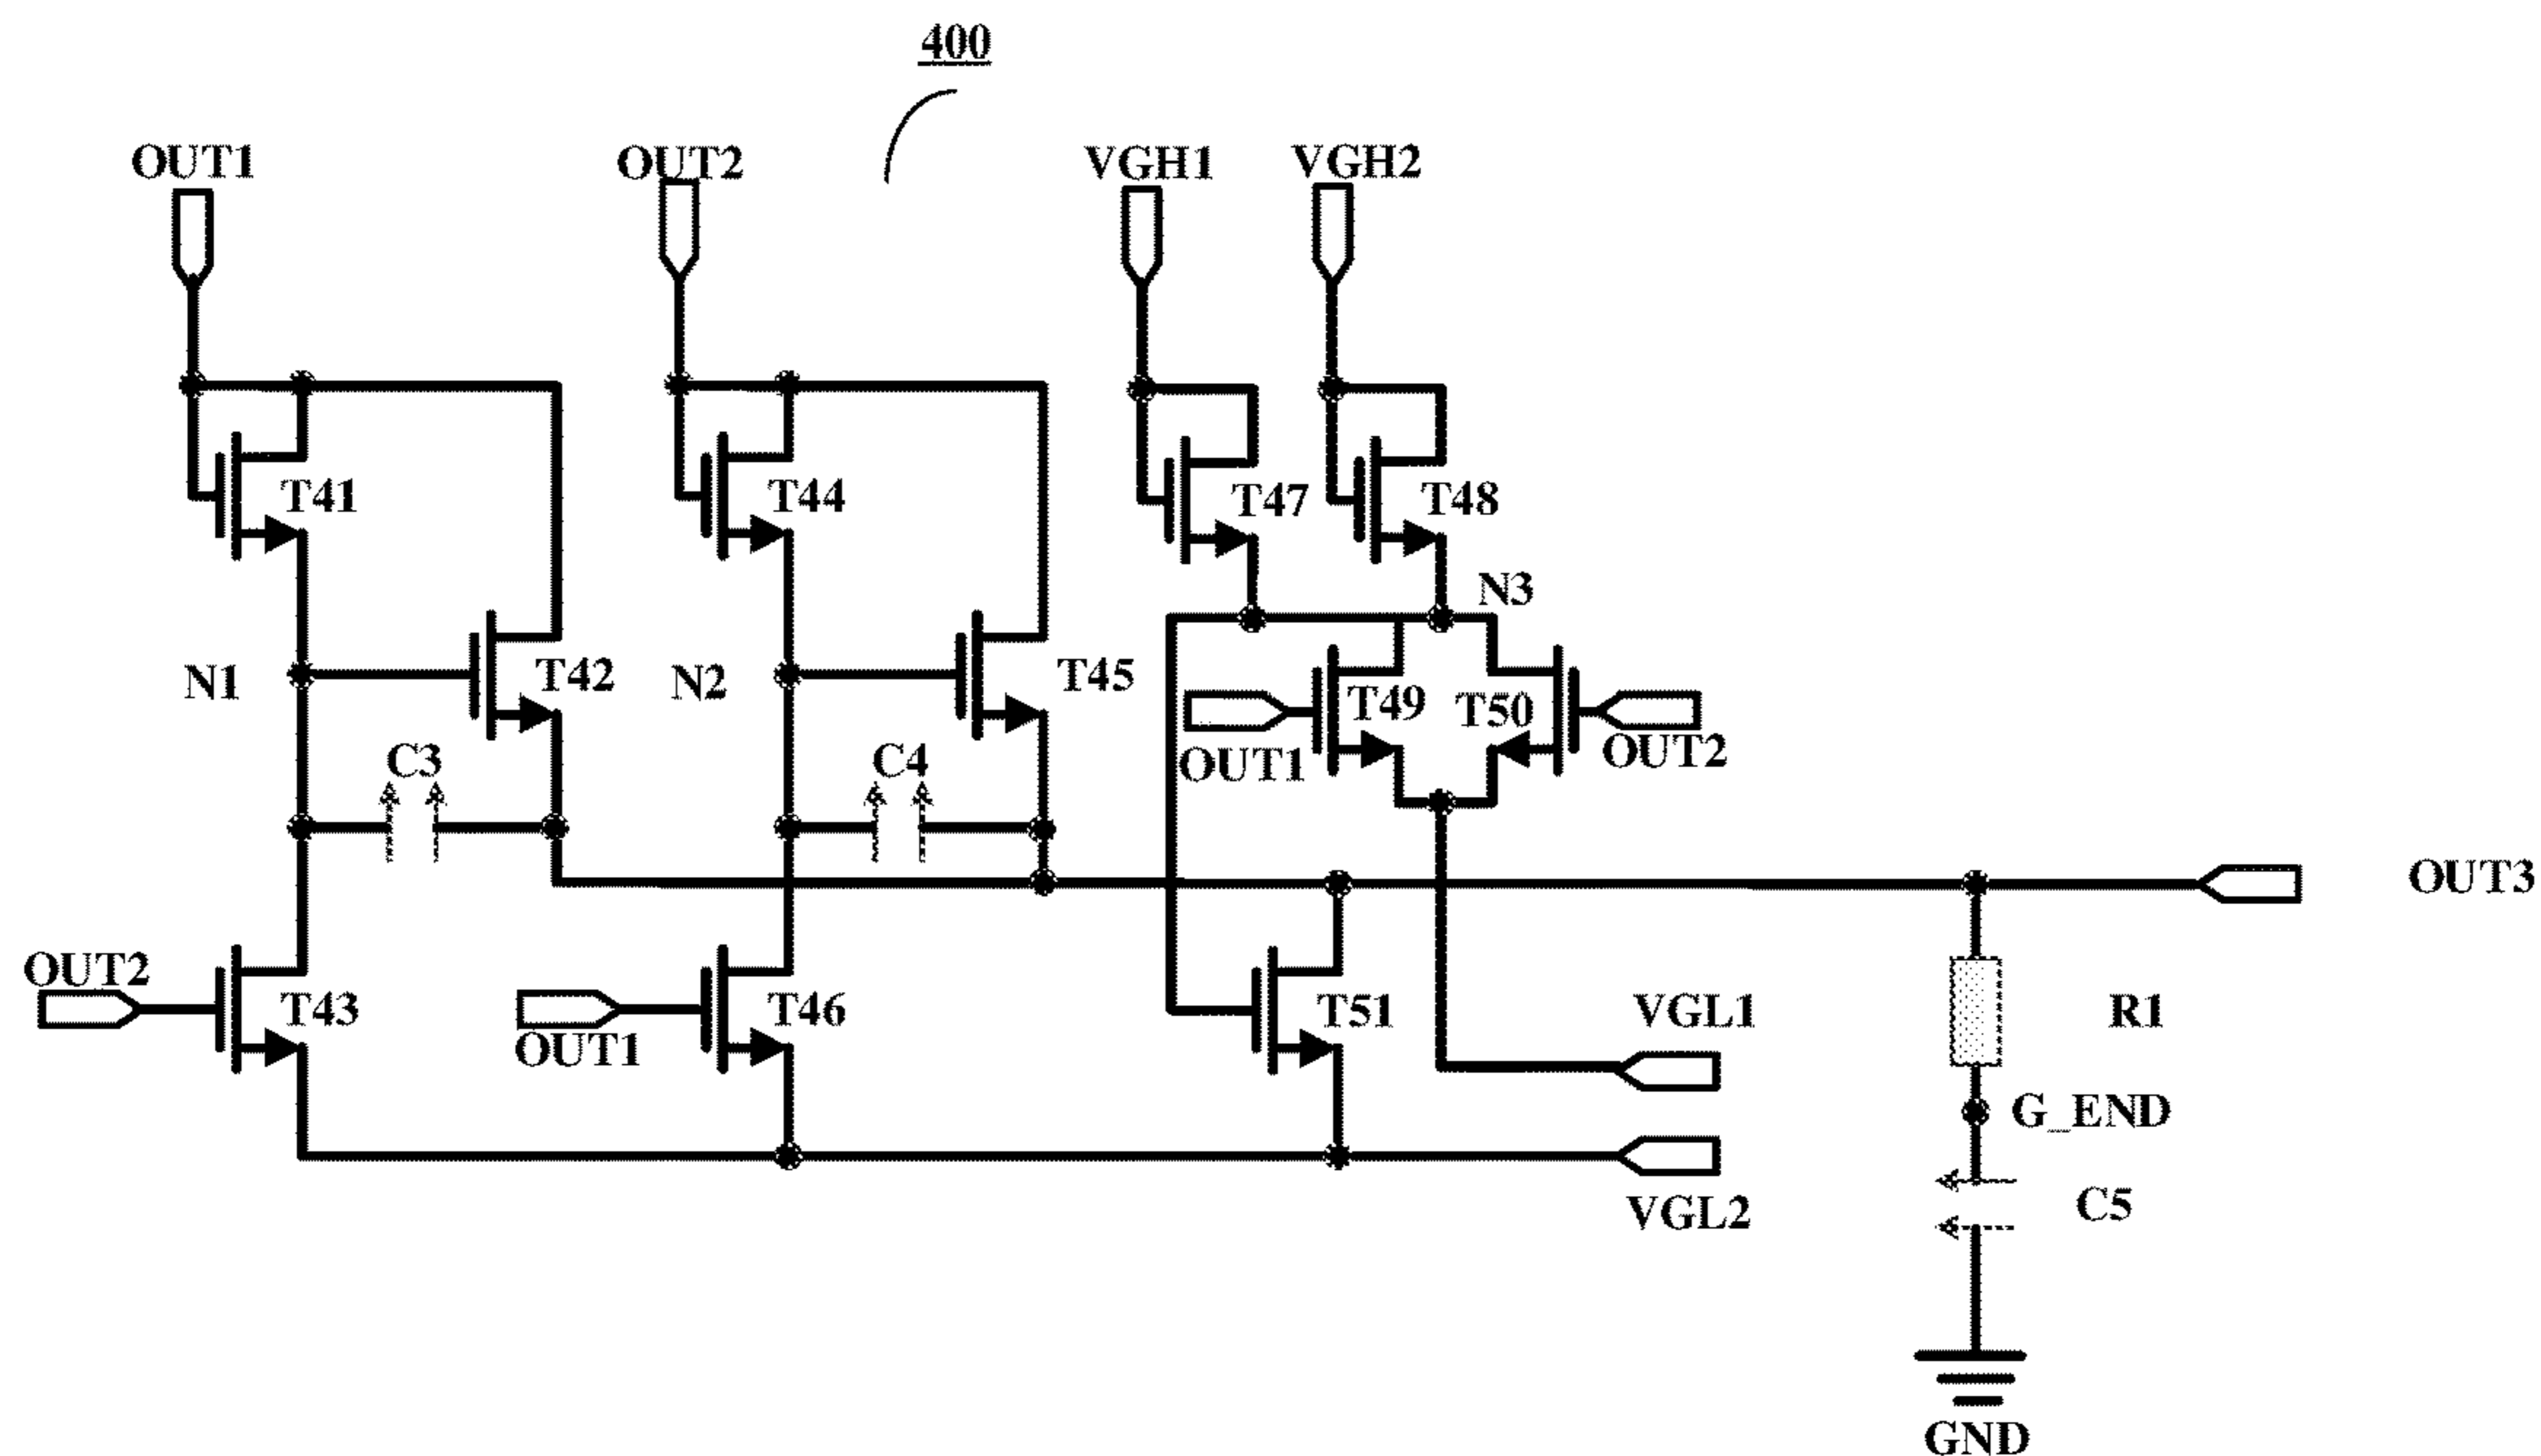 400
OUT1
OUT2
VGH1
VGH2
T41
T44
T47
T48
N3
N1
T42
N2
T45
T49
T50
OUT1
OUT2
C3
C4
OUT3
OUT2
T43
OUT1
T46
T51
VGL1
R1
G_END
VGL2
C5
GND